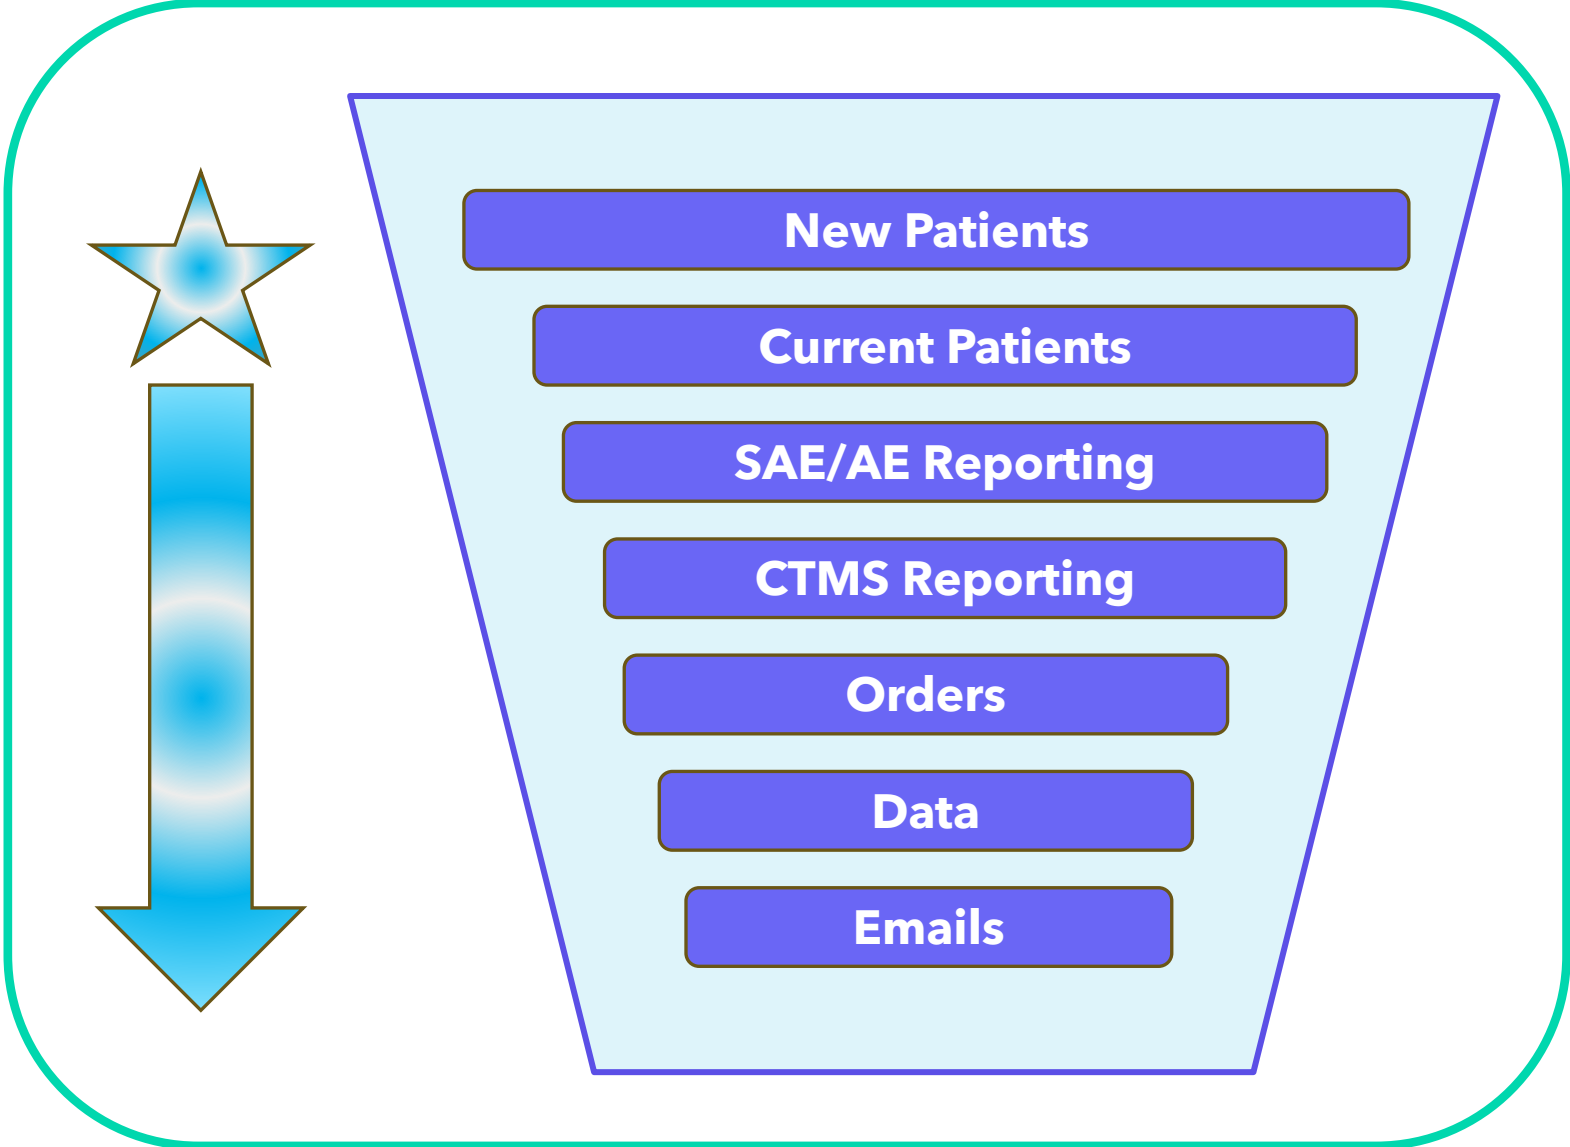 New Patients
Current Patients
SAE/AE Reporting
CTMS Reporting
Orders
Data
Emails